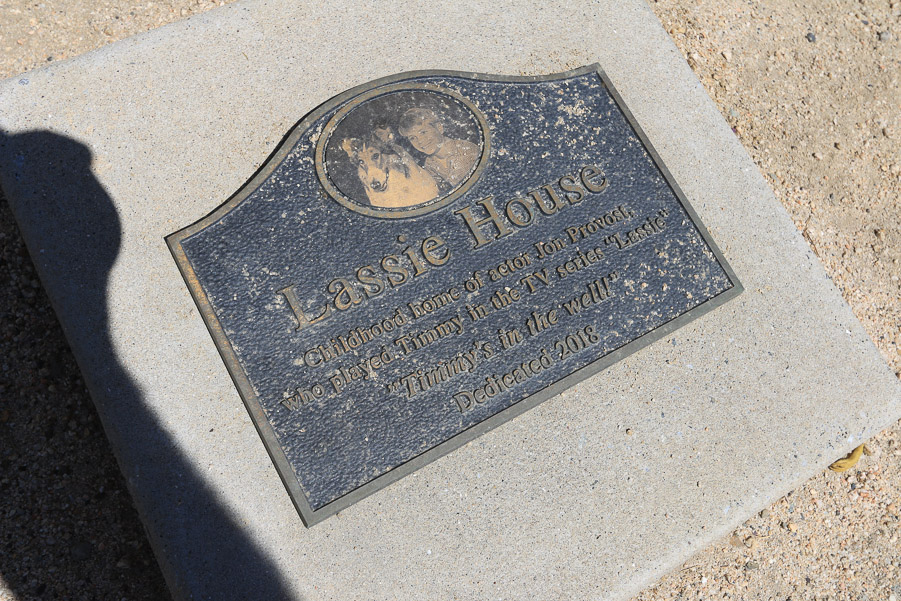 Lassie House
Childhood home of actor Jon Provost,
who played Timmy in the TV series "Lassie"
"Timmy's in the well!"
Dedicated 2018